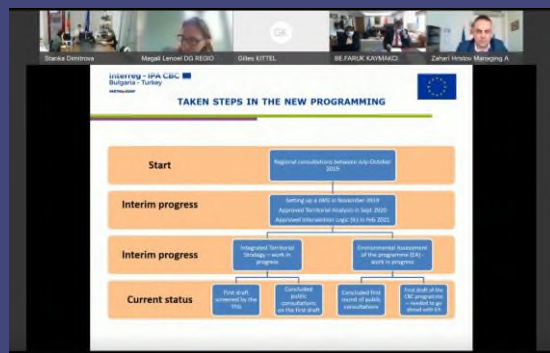 GK
Stanka Dimitrova
Magali Lenoel DG REGIO
Gilles KITTEL
BE.FARUK KAYMAKCI
Zahari Hristov Managing A
Interreg - IPA CBC
Bulgaria - Turkey
TAKEN STEPS IN THE NEW PROGRAMMING
Start
Regional consultations between July-October
2019
Interim progress
Setting up a JWG in November 2019
Approved Territorial Analysis in Sept 2020
Approved Intervention Logic (IL) in Feb 2021
Interim progress
Integrated Territorial
Strategy – work in
progress
Environmental Assessment
of the programme (EA) -
work in progress
Current status
First draft
screened by the
Concluded
public
consultations
on the first draft
Concluded first
round of public
consultations
First draft of the
CBC programme
– needed to go
ahead with EA